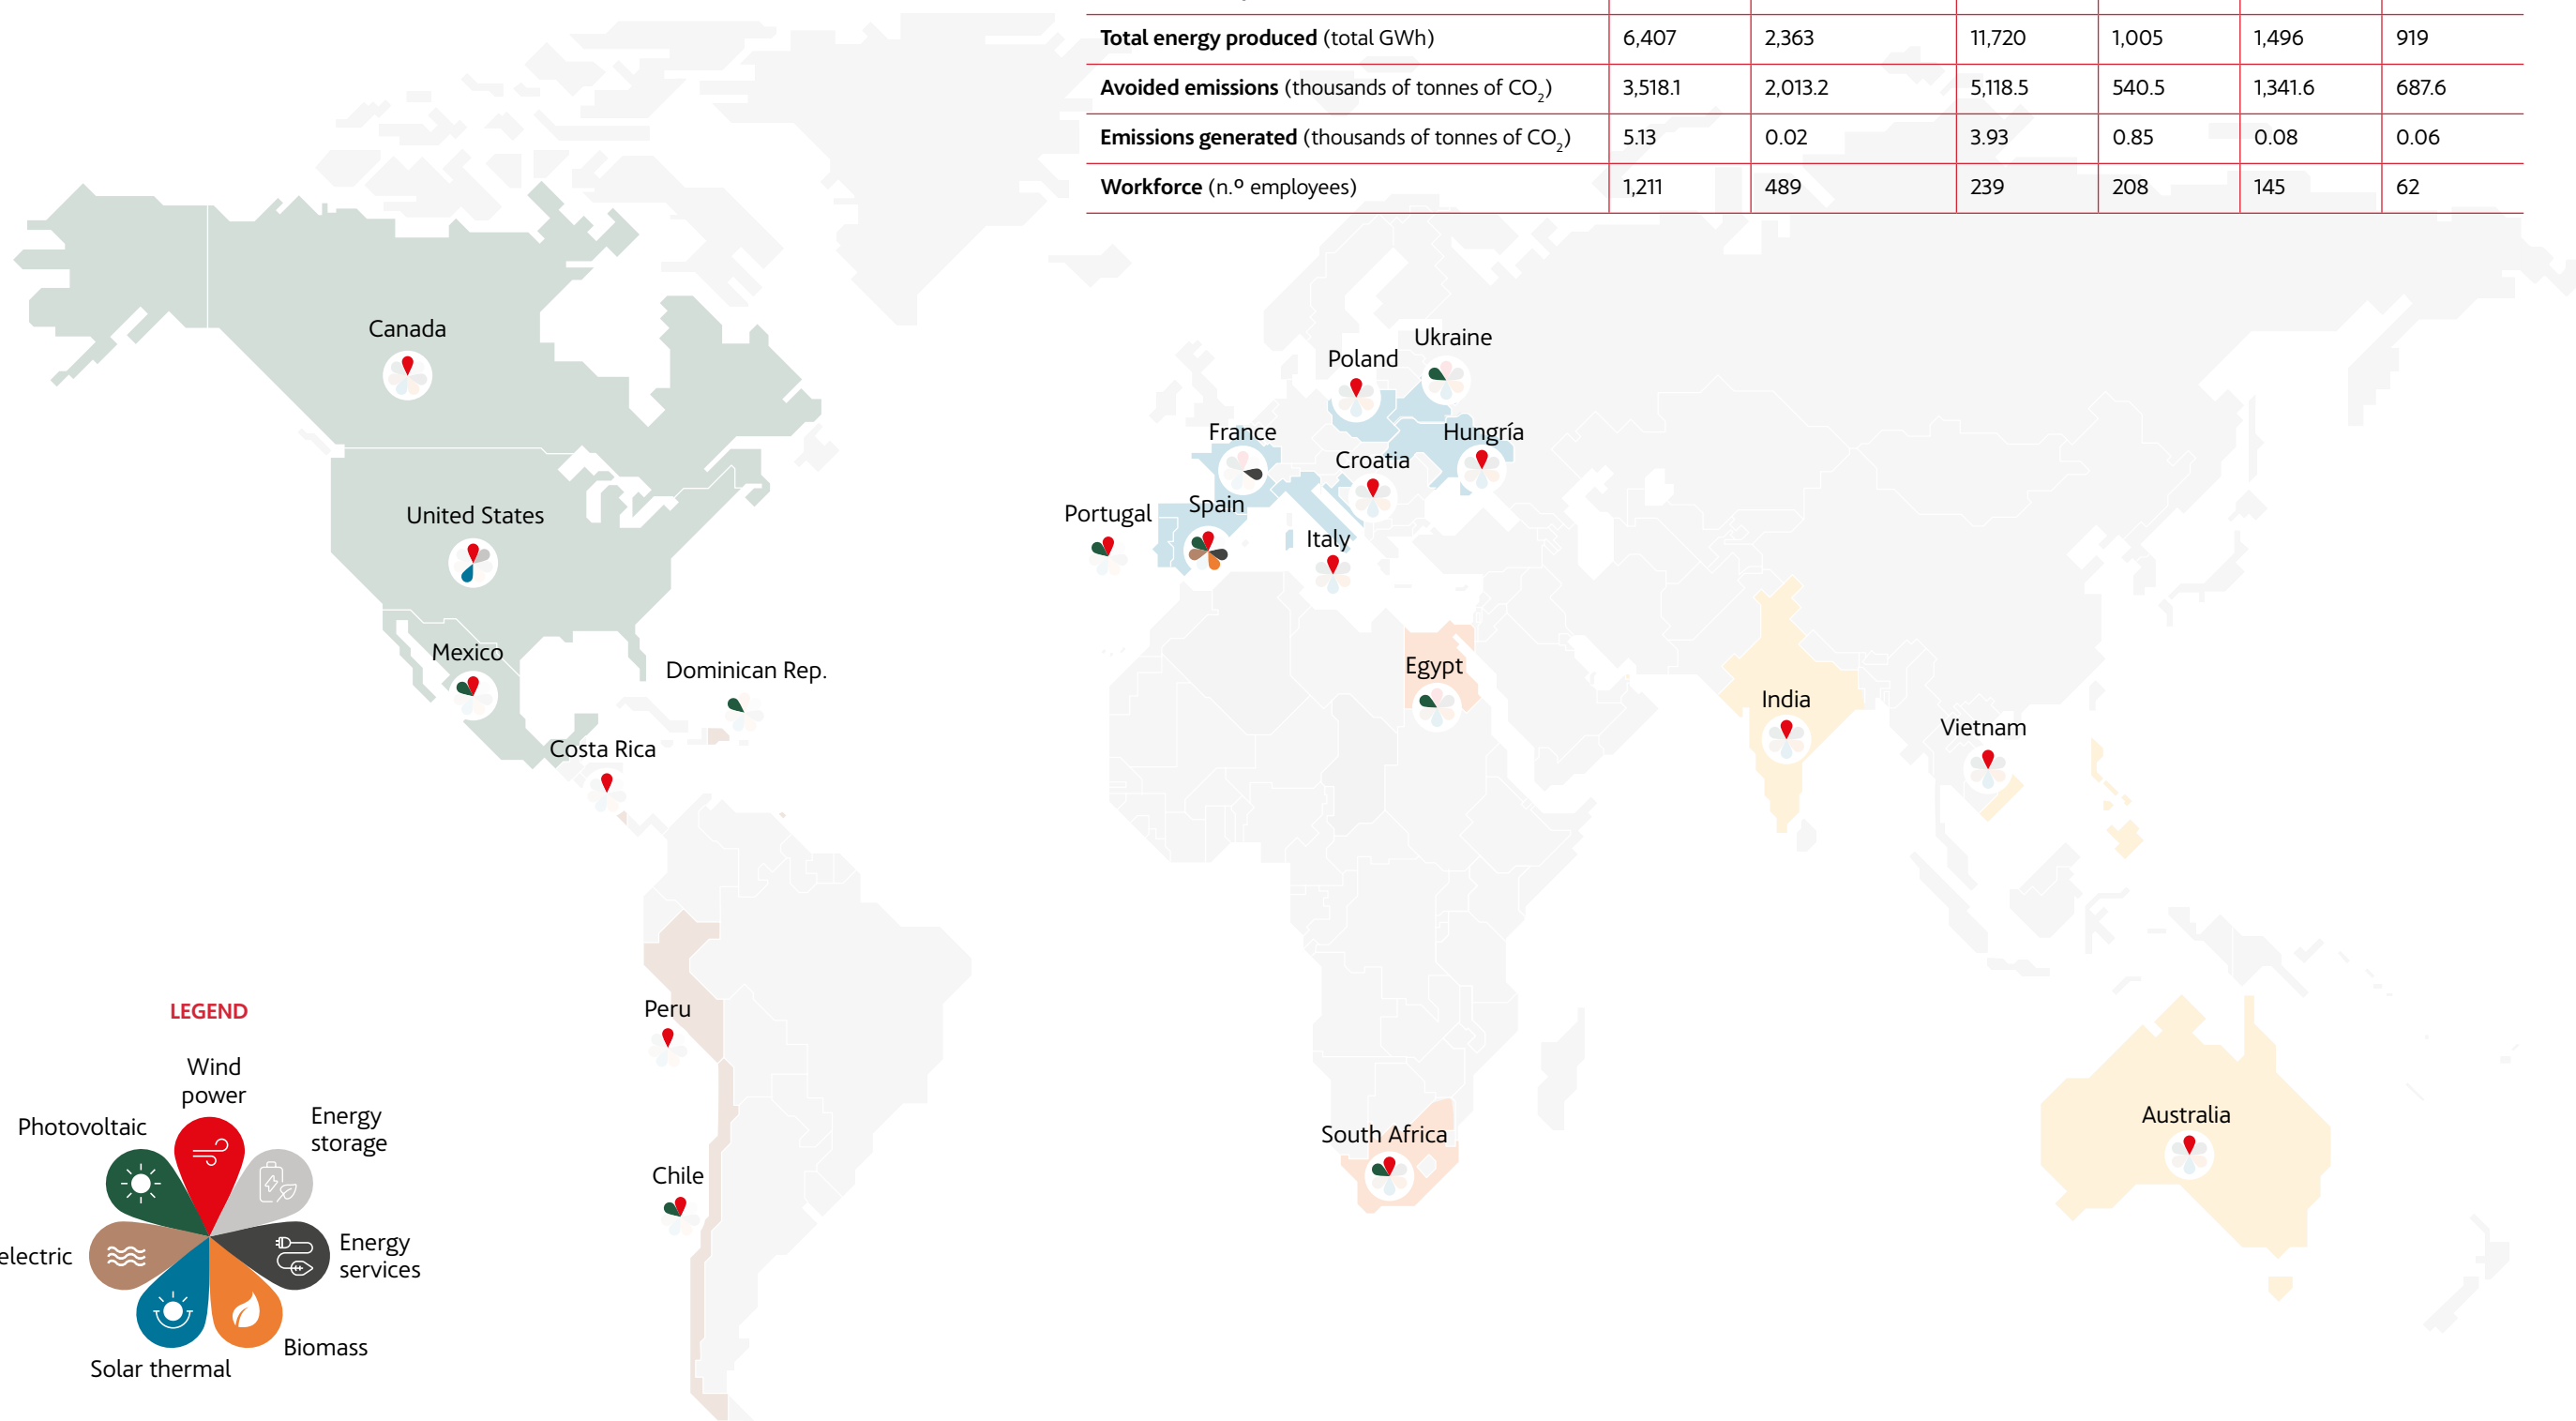 Total energy produced (total GWh) 6,407 2,363 11,720 1,005 1,496 919
Avoided emissions (thousands of tonnes of CO₂) 3,518.1 2,013.2 5,118.5 540.5 1,341.6 687.6
Emissions generated (thousands of tonnes of CO₂) 5.13 0.02 3.93 0.85 0.08 0.06
Workforce (n.º employees) 1,211 489 239 208 145 62
Canada
Ukraine
Poland
France
Hungría
Croatia
Portugal
Spain
United States
Italy
Mexico
Dominican Rep.
Egypt
India
Vietnam
Costa Rica
Peru
Chile
South Africa
Australia
LEGEND
Wind
power
Photovoltaic
Energy
storage
electric
Energy
services
Biomass
Solar thermal